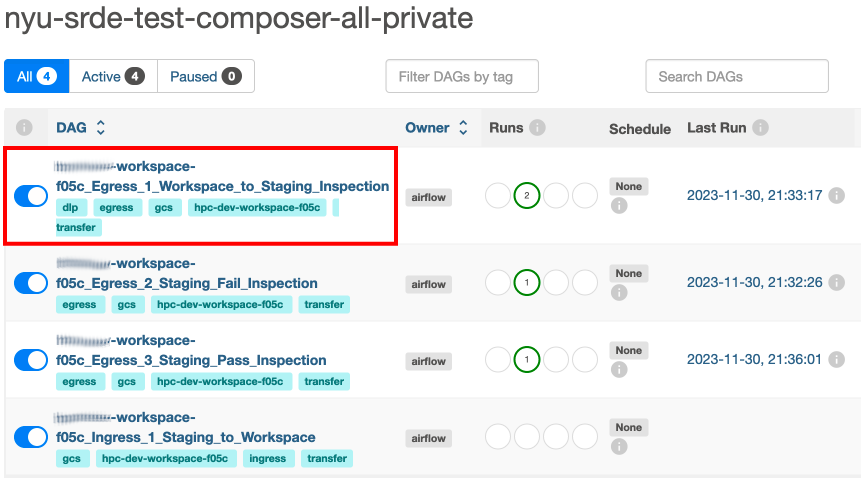 nyu-srde-test-composer-all-private
All 4 Active 4 Paused 0 Filter DAGs by tag Search DAGs
DAG Owner Runs Schedule Last Run
-workspace-
f05c_Egress_1_Workspace_to_Staging_Inspection airflow 2 None 2023-11-30, 21:33:17
dlp egress gcs hpc-dev-workspace-f05c
transfer
-workspace-
f05c_Egress_2_Staging_Fail_Inspection airflow 1 None 2023-11-30, 21:32:26
egress gcs hpc-dev-workspace-f05c transfer
-workspace-
f05c_Egress_3_Staging_Pass_Inspection airflow 1 None 2023-11-30, 21:36:01
egress gcs hpc-dev-workspace-f05c transfer
-workspace-
f05c_Ingress_1_Staging_to_Workspace airflow None
gcs hpc-dev-workspace-f05c ingress transfer